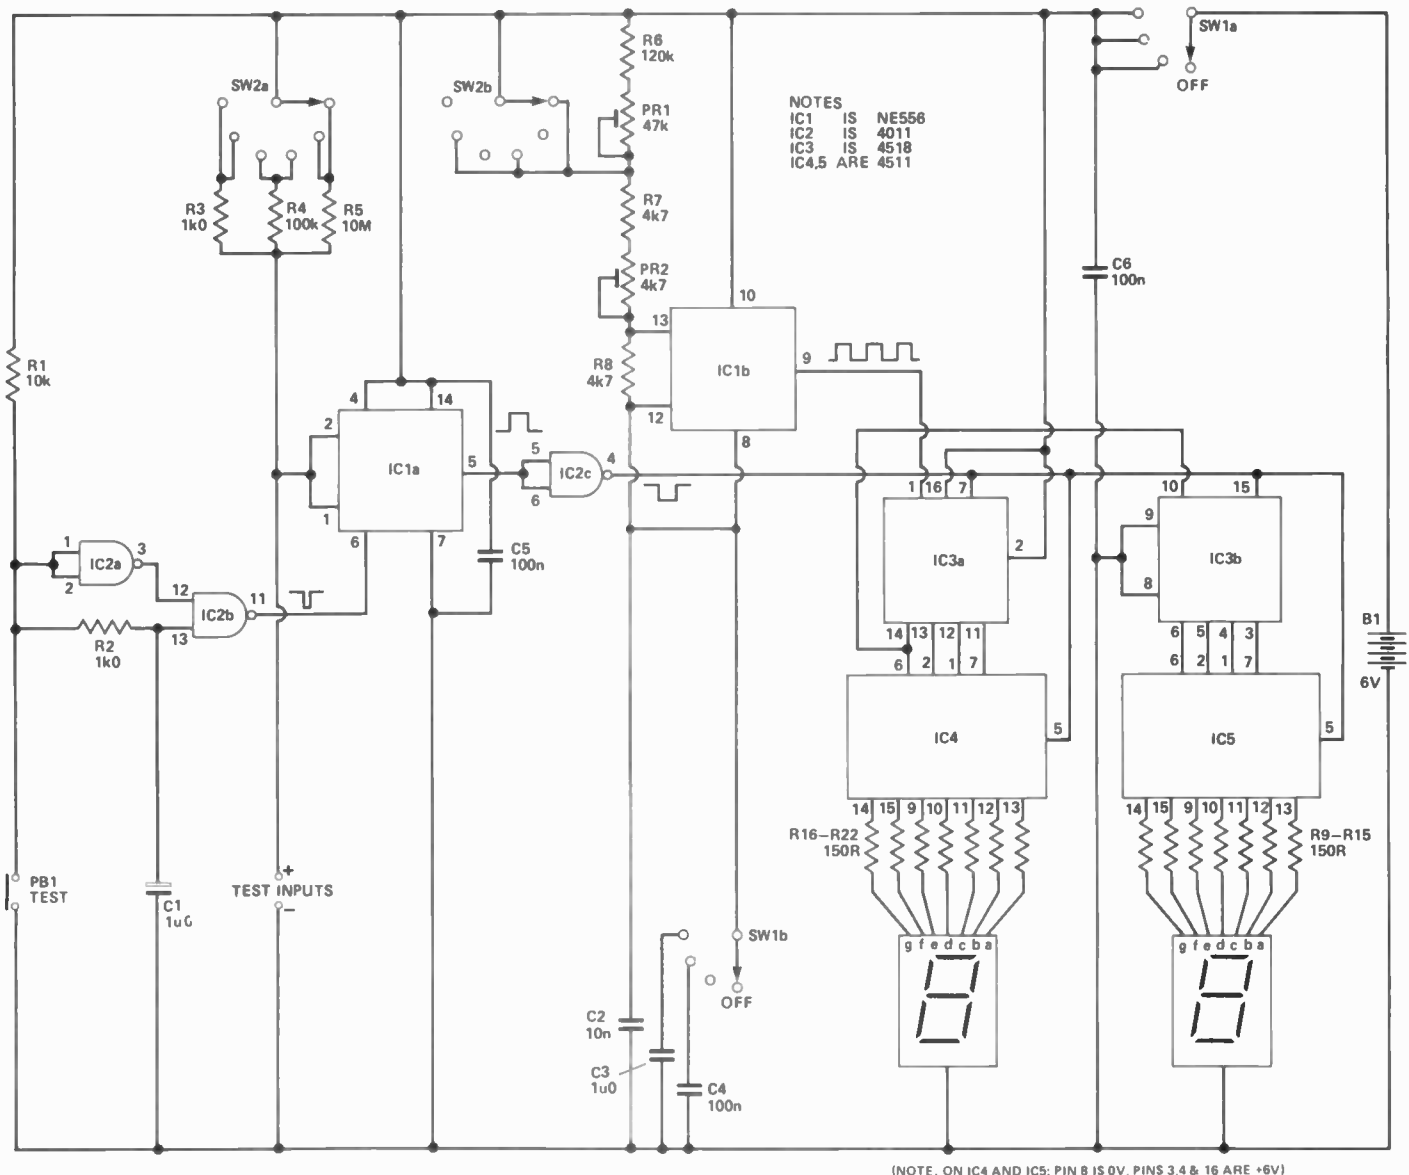 SW1a
OFF
R6
120k
SW2a
SW2b
PR1
47k
NOTES
IC1 IS NE556
IC2 IS 4011
IC3 IS 4518
IC4,5 ARE 4511
R3
1k0
R4
100k
R5
10M
R7
4k7
PR2
4k7
C6
100n
10
13
R8
4k7
IC1b
9
12
8
R1
10k
4
14
2
IC1a
5
1
6
7
5
IC2c
4
6
C5
100n
1
16
7
IC3a
2
14
13
12
11
10
15
9
IC3b
8
6
5
4
3
1
IC2a
3
2
12
IC2b
11
13
R2
1k0
6
2
1
7
IC4
5
6
2
1
7
IC5
5
B1
6V
14
15
9
10
11
12
13
R16–R22
150R
14
15
9
10
11
12
13
R9–R15
150R
PB1
TEST
C1
+
TEST INPUTS
–
SW1b
OFF
g f e d c b a
g f e d c b a
C2
10n
C3
1u0
C4
100n
(NOTE. ON IC4 AND IC5: PIN 8 IS 0V, PINS 3.4 & 16 ARE +6V)